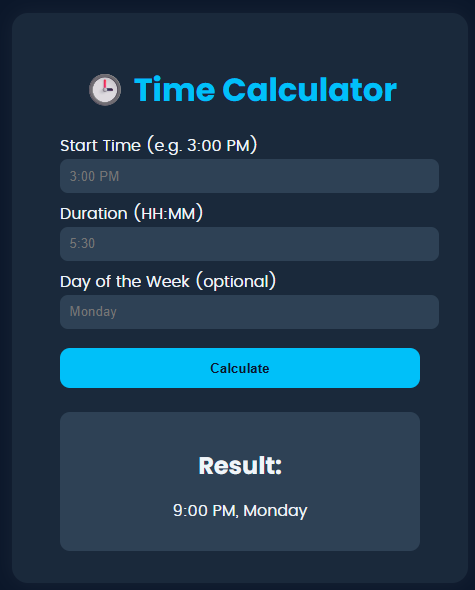 Time Calculator
Start Time (e.g. 3:00 PM)
3:00 PM
Duration (HH:MM)
5:30
Day of the Week (optional)
Monday
Calculate
Result:
9:00 PM, Monday